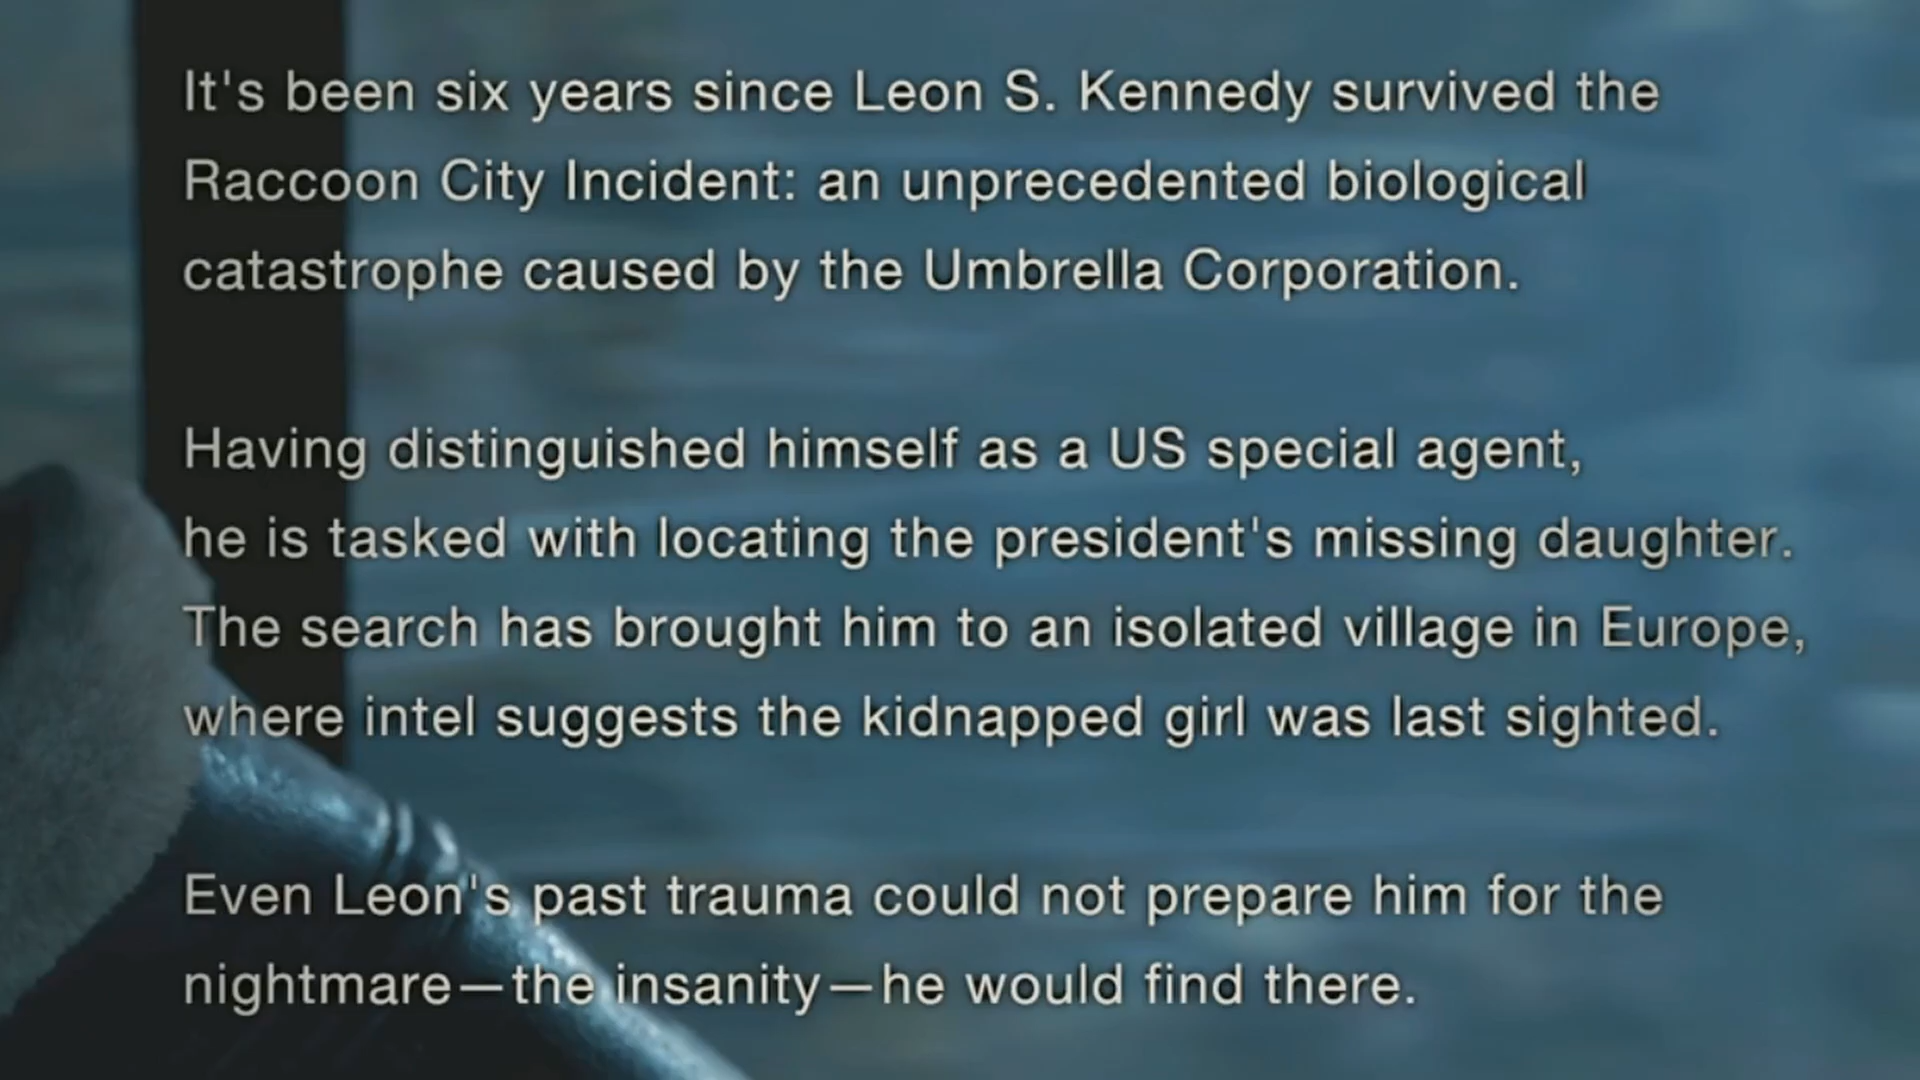 It's been six years since Leon S. Kennedy survived the
Raccoon City Incident: an unprecedented biological
catastrophe caused by the Umbrella Corporation.
Having distinguished himself as a US special agent,
he is tasked with locating the president's missing daughter.
The search has brought him to an isolated village in Europe,
where intel suggests the kidnapped girl was last sighted.
Even Leon's past trauma could not prepare him for the
nightmare—the insanity—he would find there.